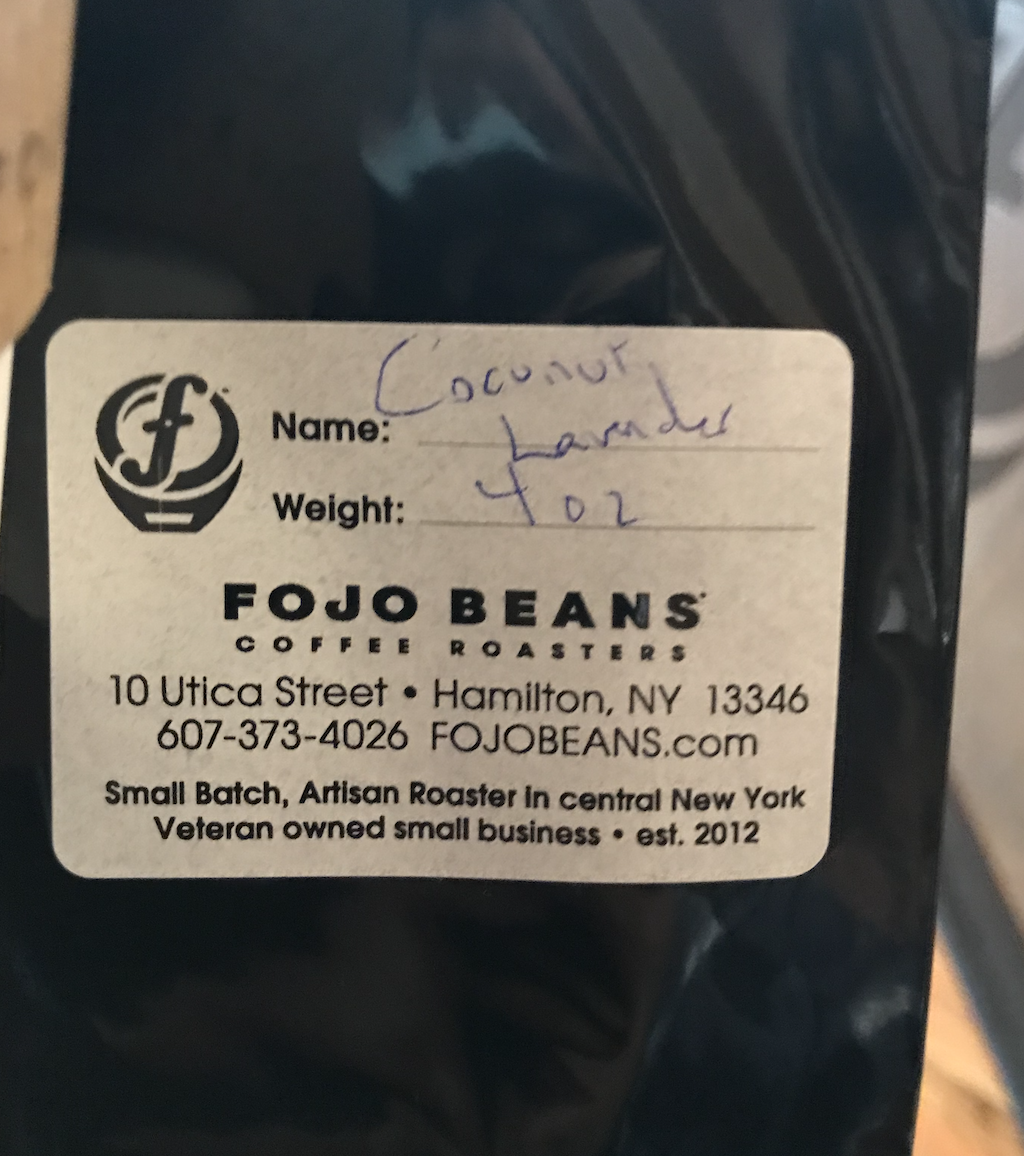 f
Name: Coconut
Lavender
Weight: 4 oz
FOJO BEANS
COFFEE ROASTERS
10 Utica Street • Hamilton, NY 13346
607-373-4026 FOJOBEANS.com
Small Batch, Artisan Roaster in central New York
Veteran owned small business • est. 2012